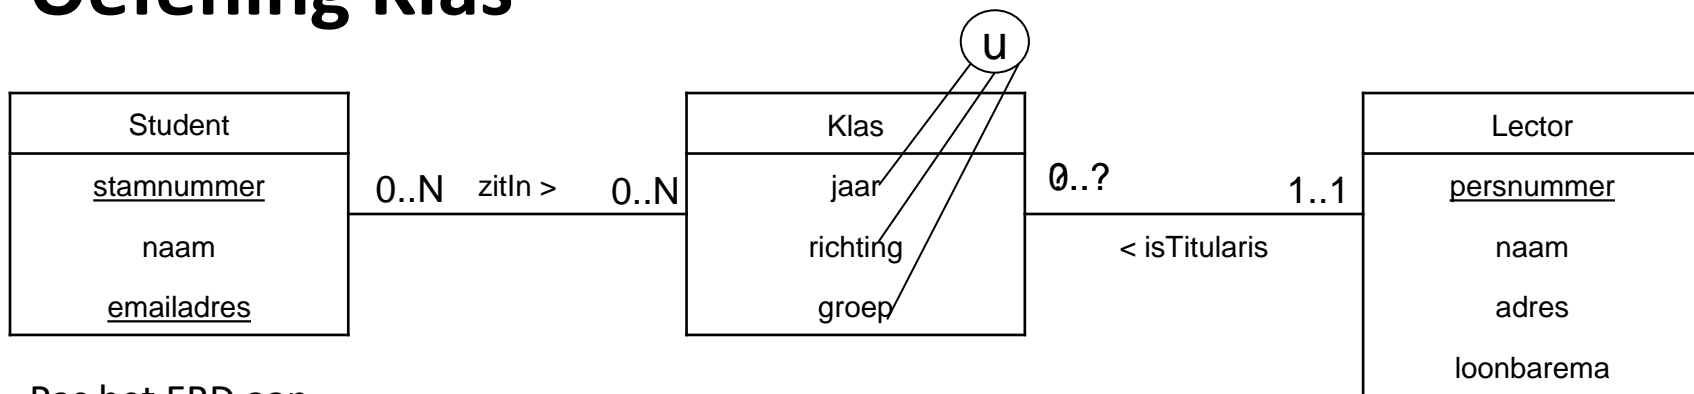 Oefening Klas
u
Student
stamnummer
naam
emailadres
0..N zitIn > 0..N
Klas
jaar
richting
groep
0..? 1..1
< isTitularis
Lector
persnummer
naam
adres
loonbarema
Pas het ERD aan